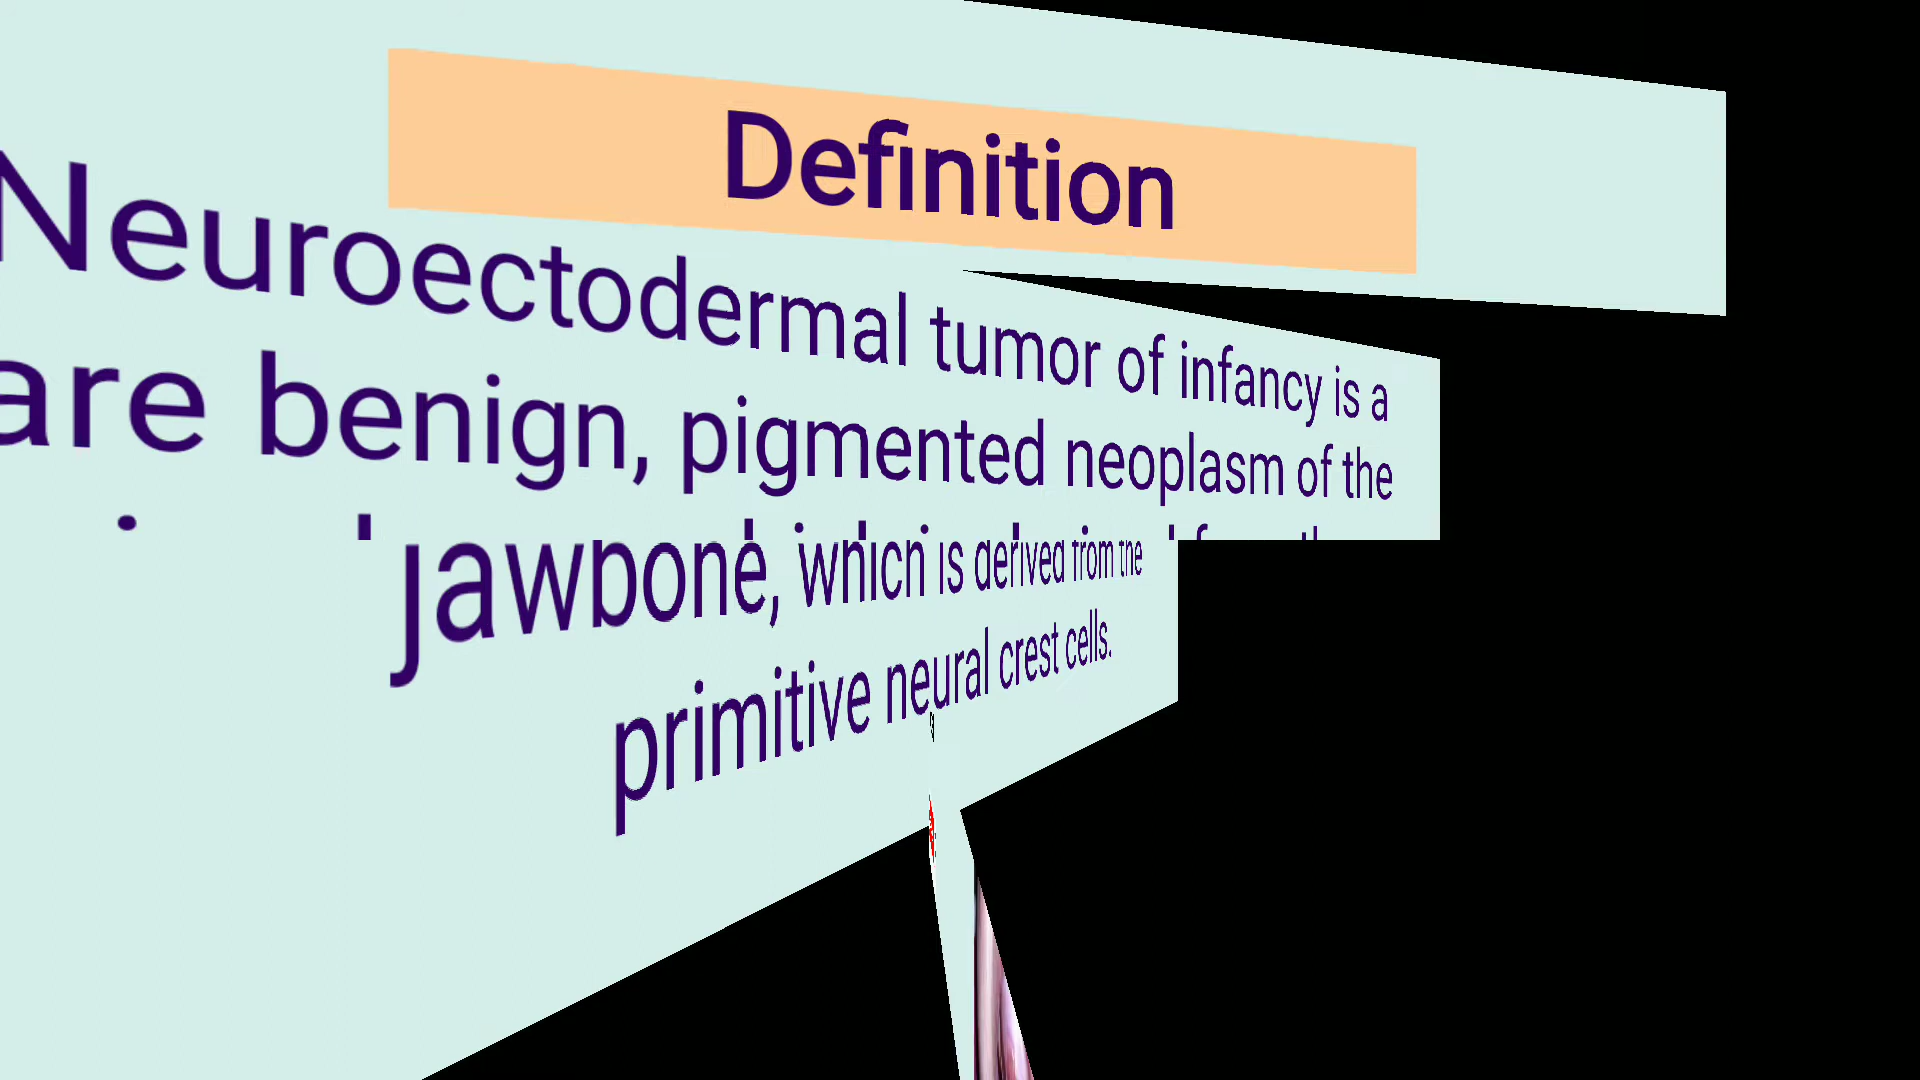 Definition
Neuroectodermal tumor of infancy is a
are benign, pigmented neoplasm of the
jawbone, which is derived from the
primitive neural crest cells.